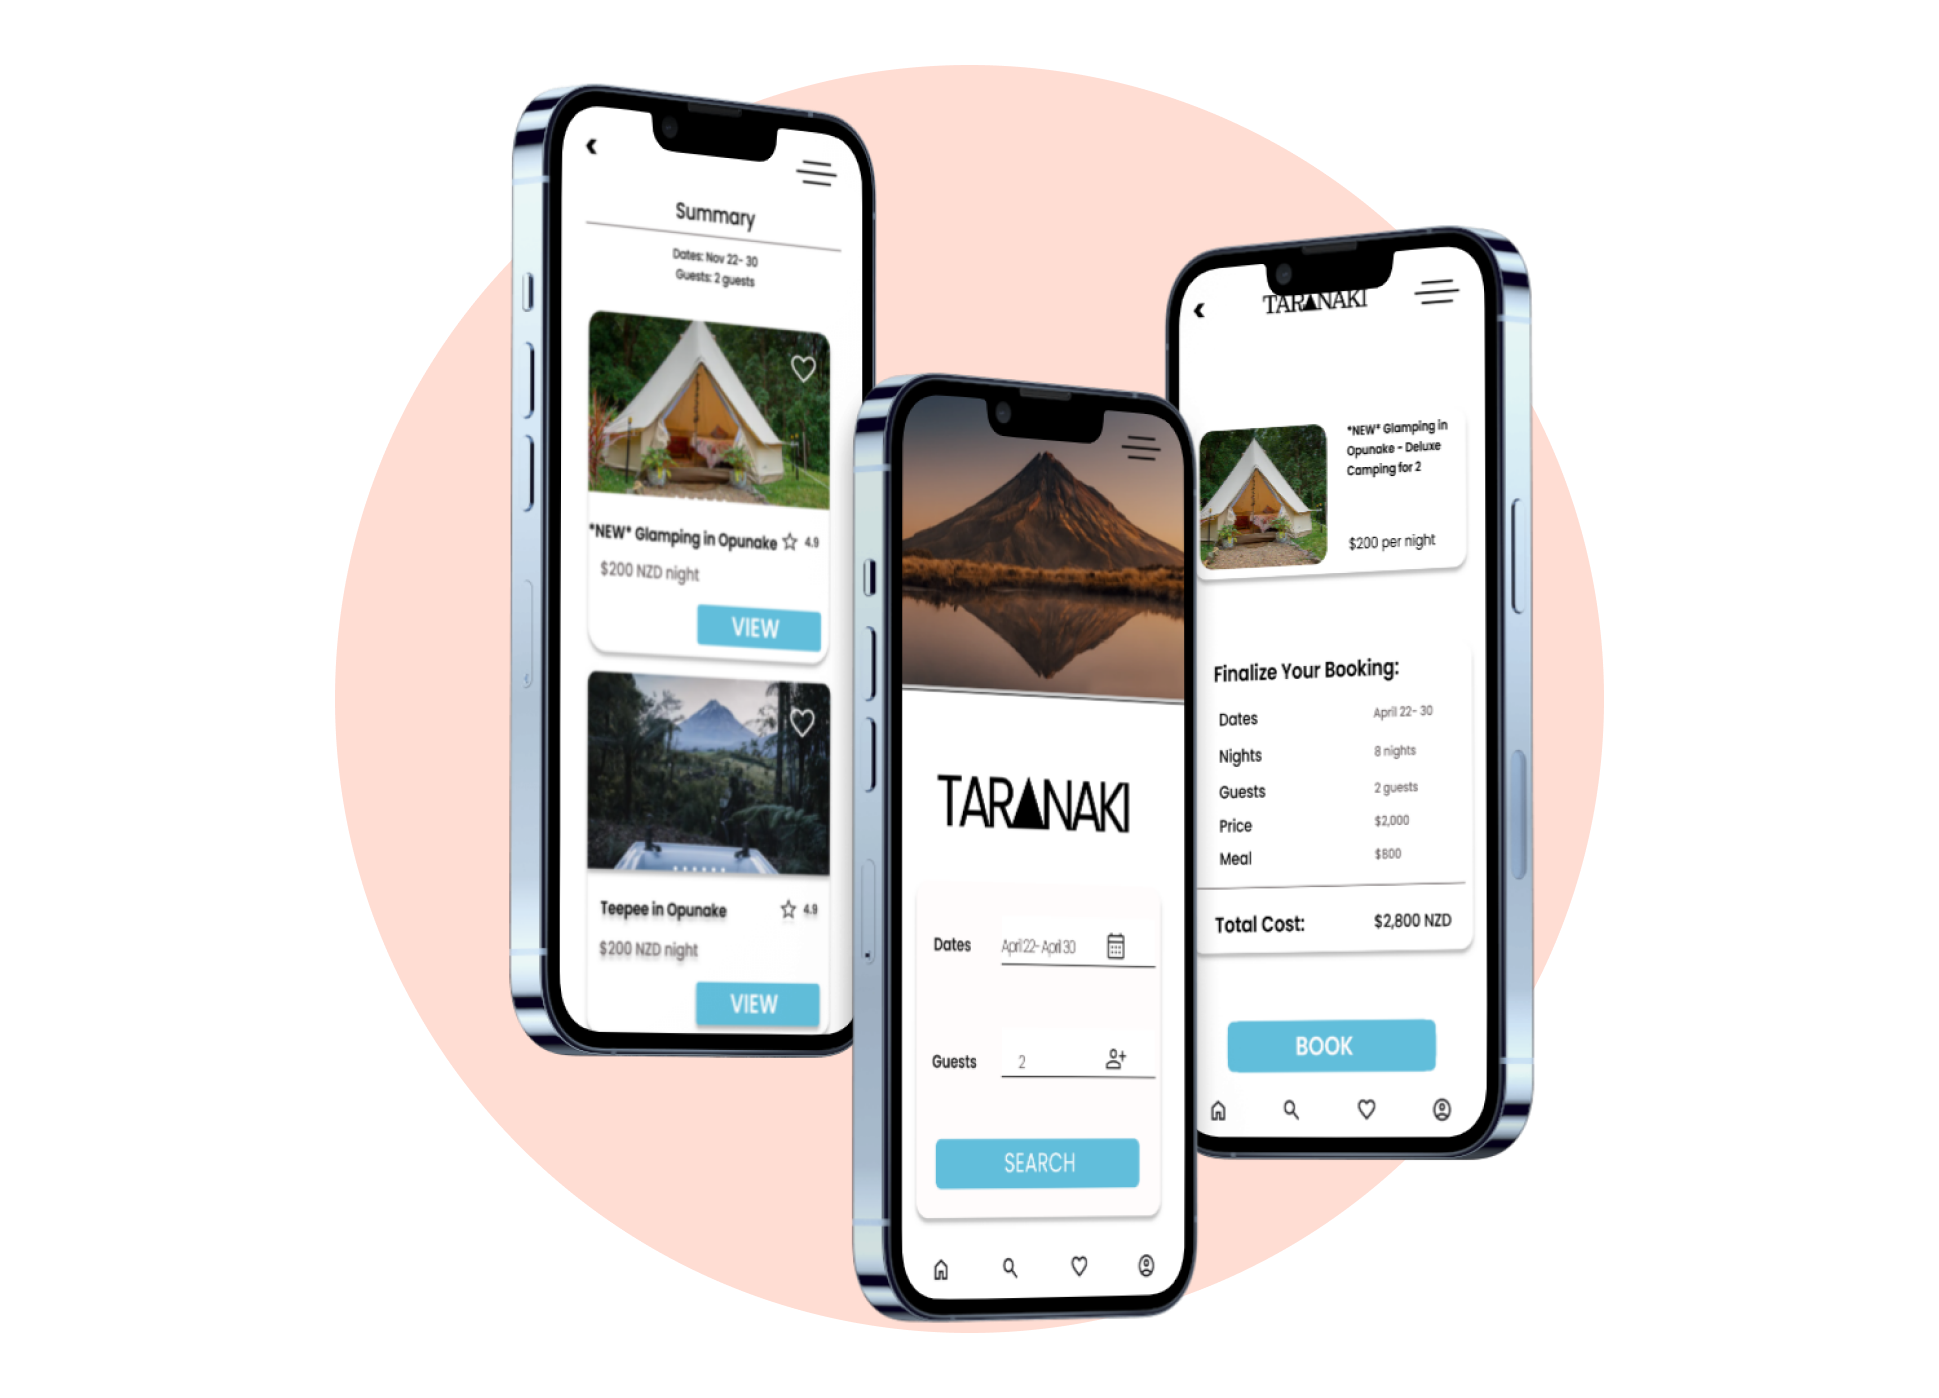 Summary
Dates: Nov 22- 30
Guests: 2 guests
*NEW* Glamping in Opunake 4.9
$200 NZD night
VIEW
Teepee in Opunake 4.9
$200 NZD night
VIEW
TARANAKI
Dates April 22- April 30
Guests 2
SEARCH
TARANAKI
*NEW* Glamping in
Opunake - Deluxe
Camping for 2
$200 per night
Finalize Your Booking:
Dates April 22- 30
Nights 8 nights
Guests 2 guests
Price $2,000
Meal $800
Total Cost: $2,800 NZD
BOOK